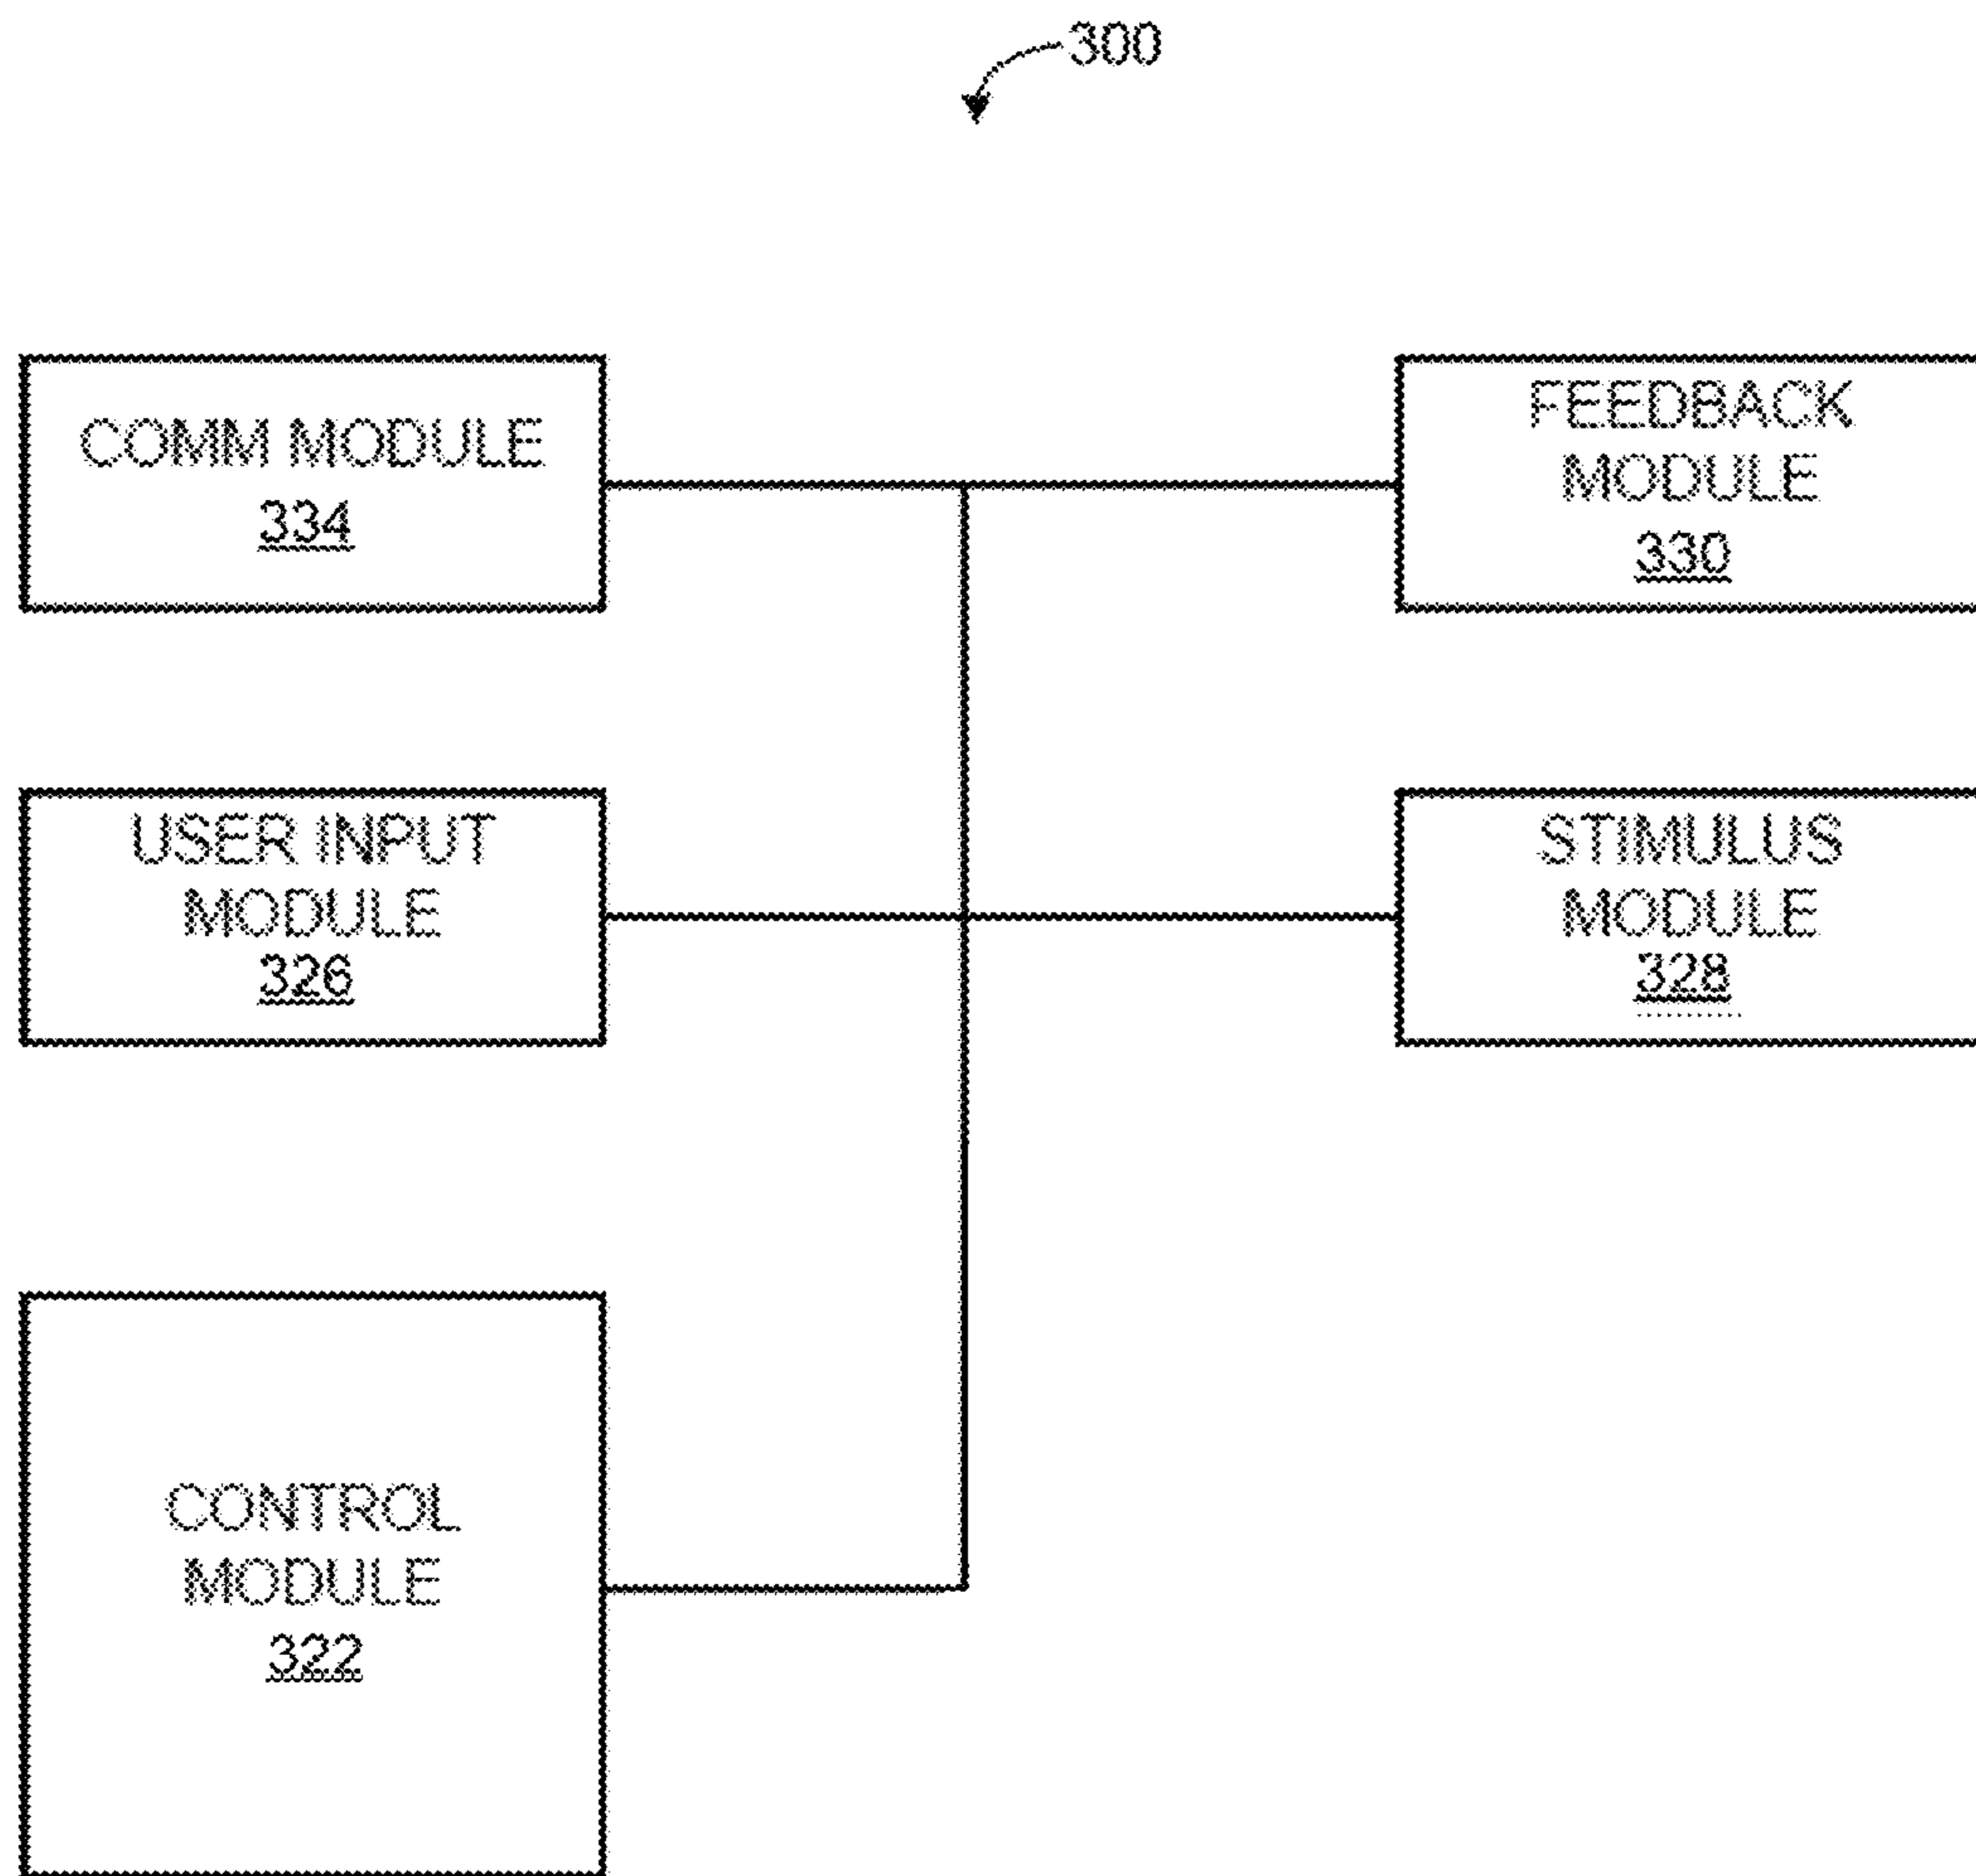 300
COMM MODULE
334
FEEDBACK
MODULE
330
USER INPUT
MODULE
326
STIMULUS
MODULE
328
CONTROL
MODULE
322